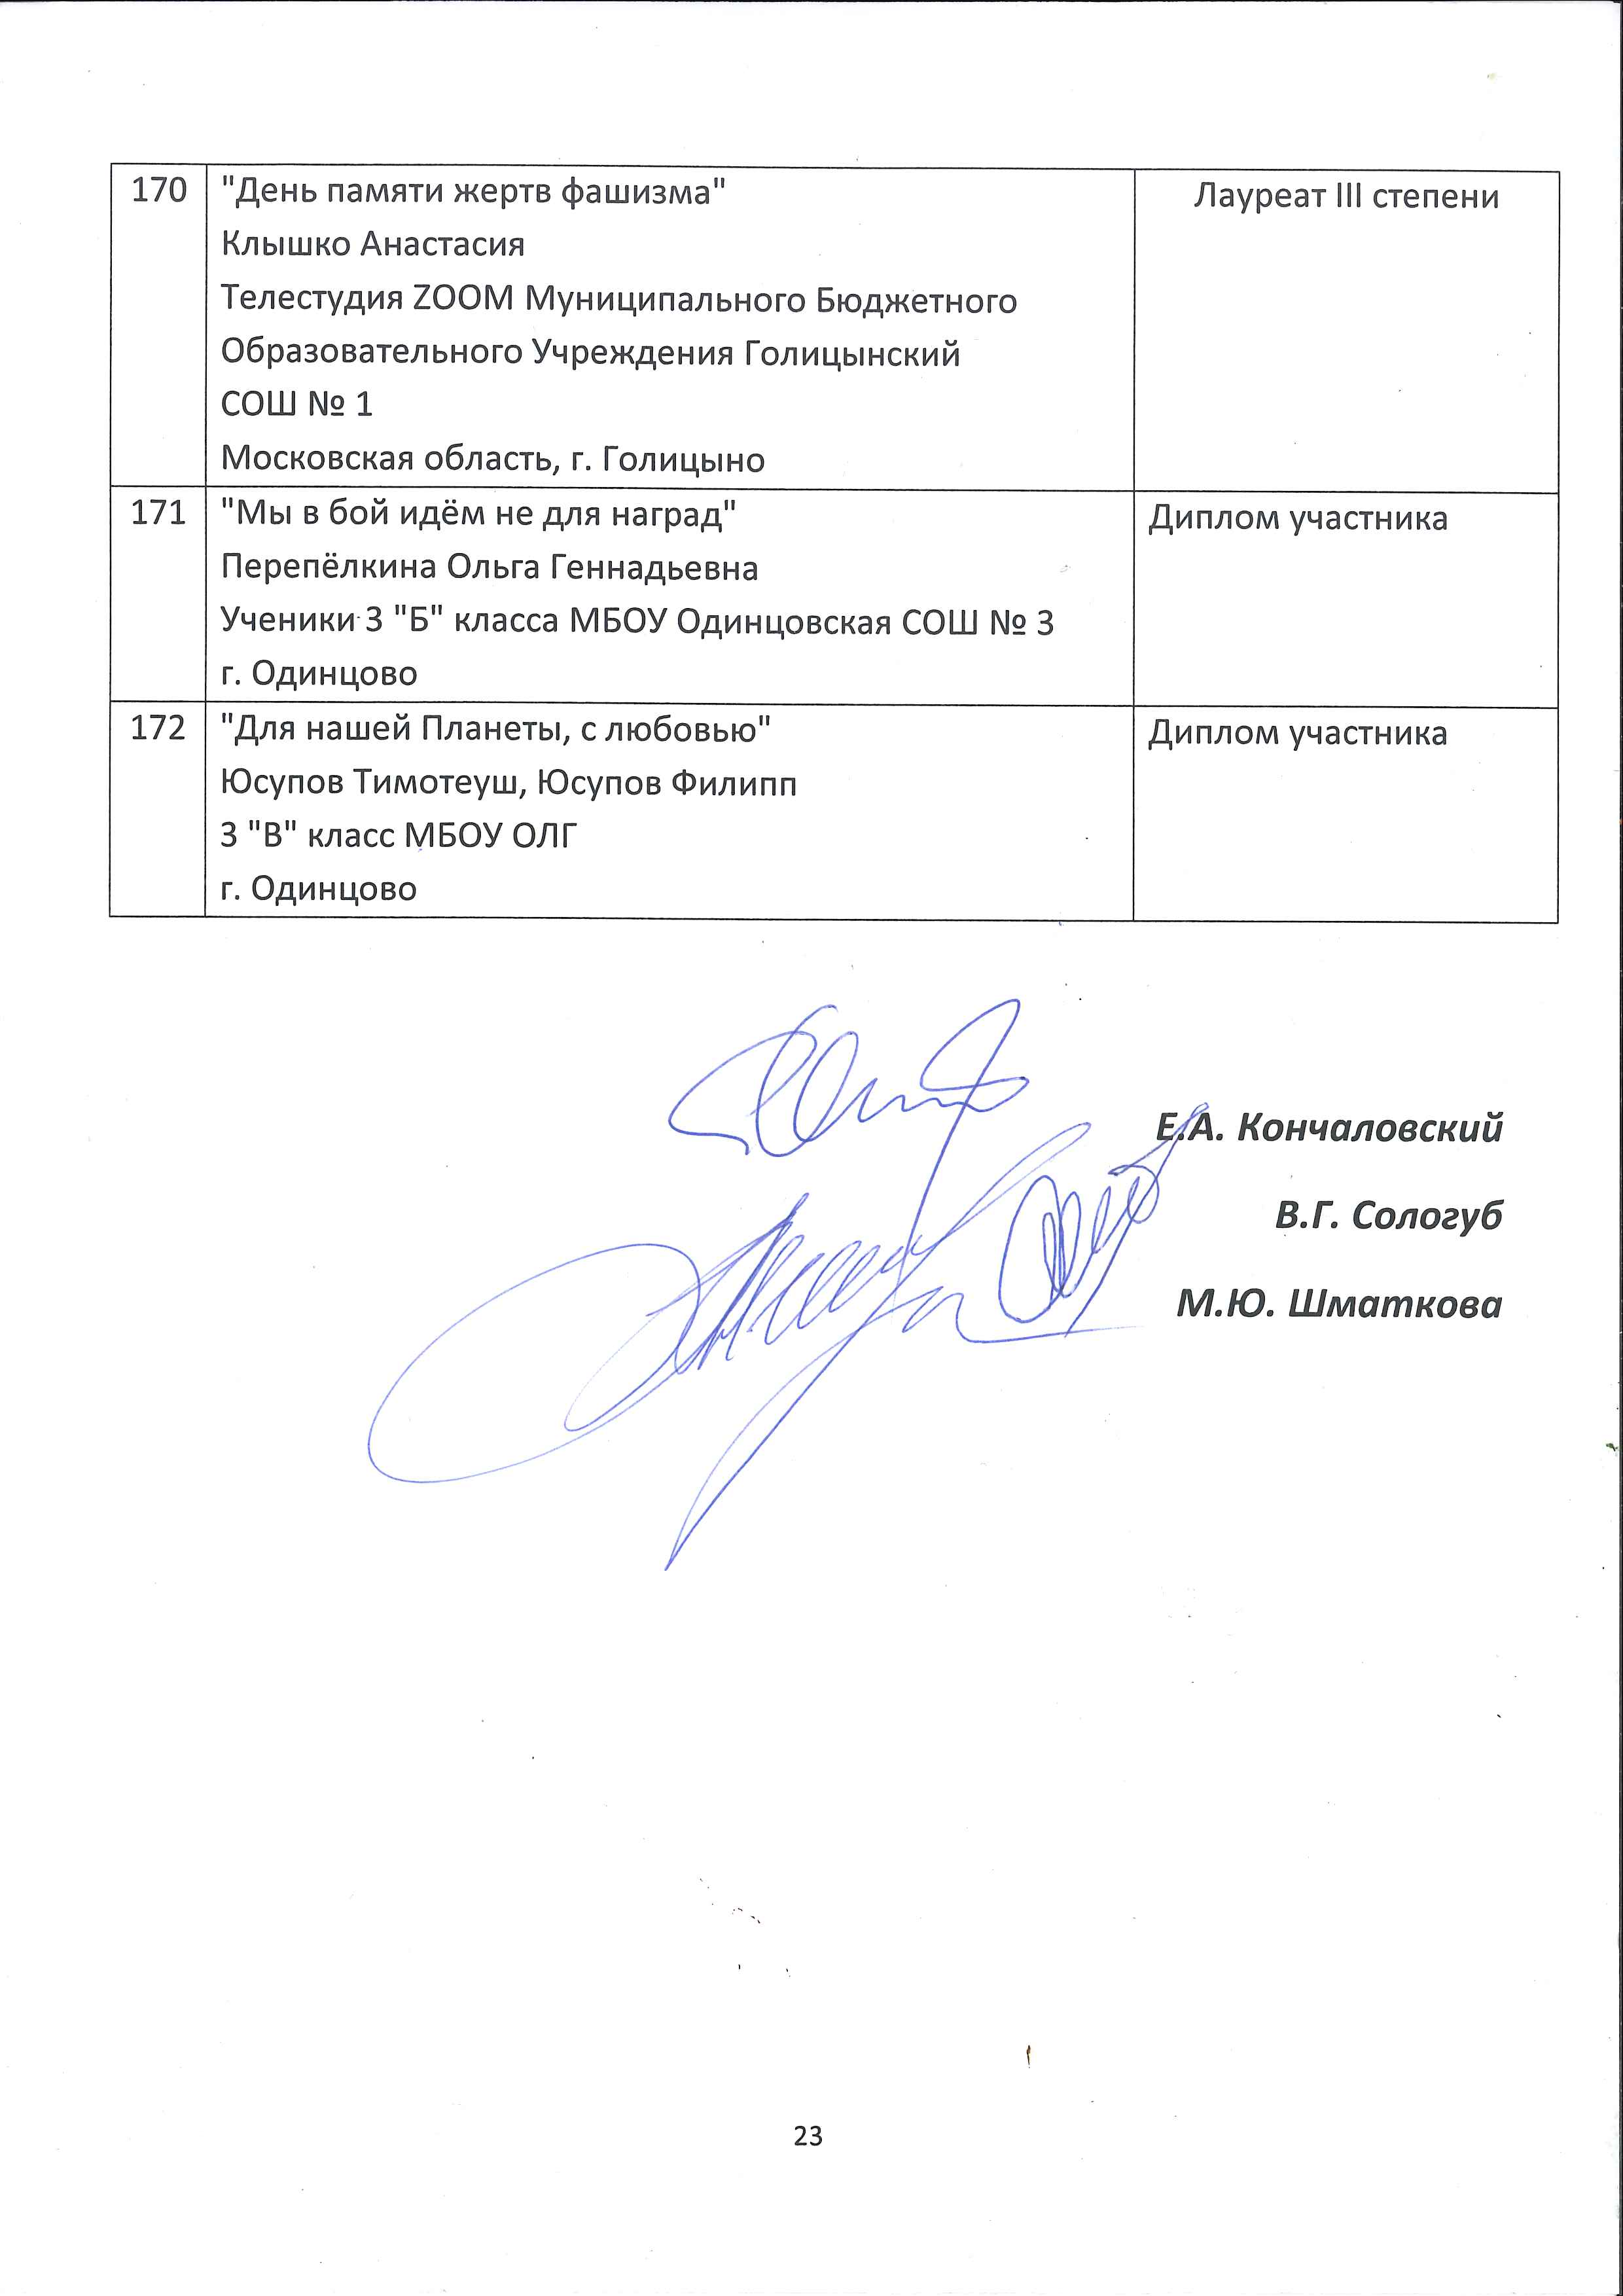 170
"День памяти жертв фашизма"
Лауреат III степени
Клышко Анастасия
Телестудия ZOOM Муниципального Бюджетного
Образовательного Учреждения Голицынский
СОШ № 1
Московская область, г. Голицыно
171
"Мы в бой идём не для наград"
Диплом участника
Перепёлкина Ольга Геннадьевна
Ученики 3 "Б" класса МБОУ Одинцовская СОШ № 3
г. Одинцово
172
"Для нашей Планеты, с любовью"
Диплом участника
Юсупов Тимотеуш, Юсупов Филипп
3 "В" класс МБОУ ОЛГ
г. Одинцово
Е.А. Кончаловский
В.Г. Сологуб
М.Ю. Шматкова
23